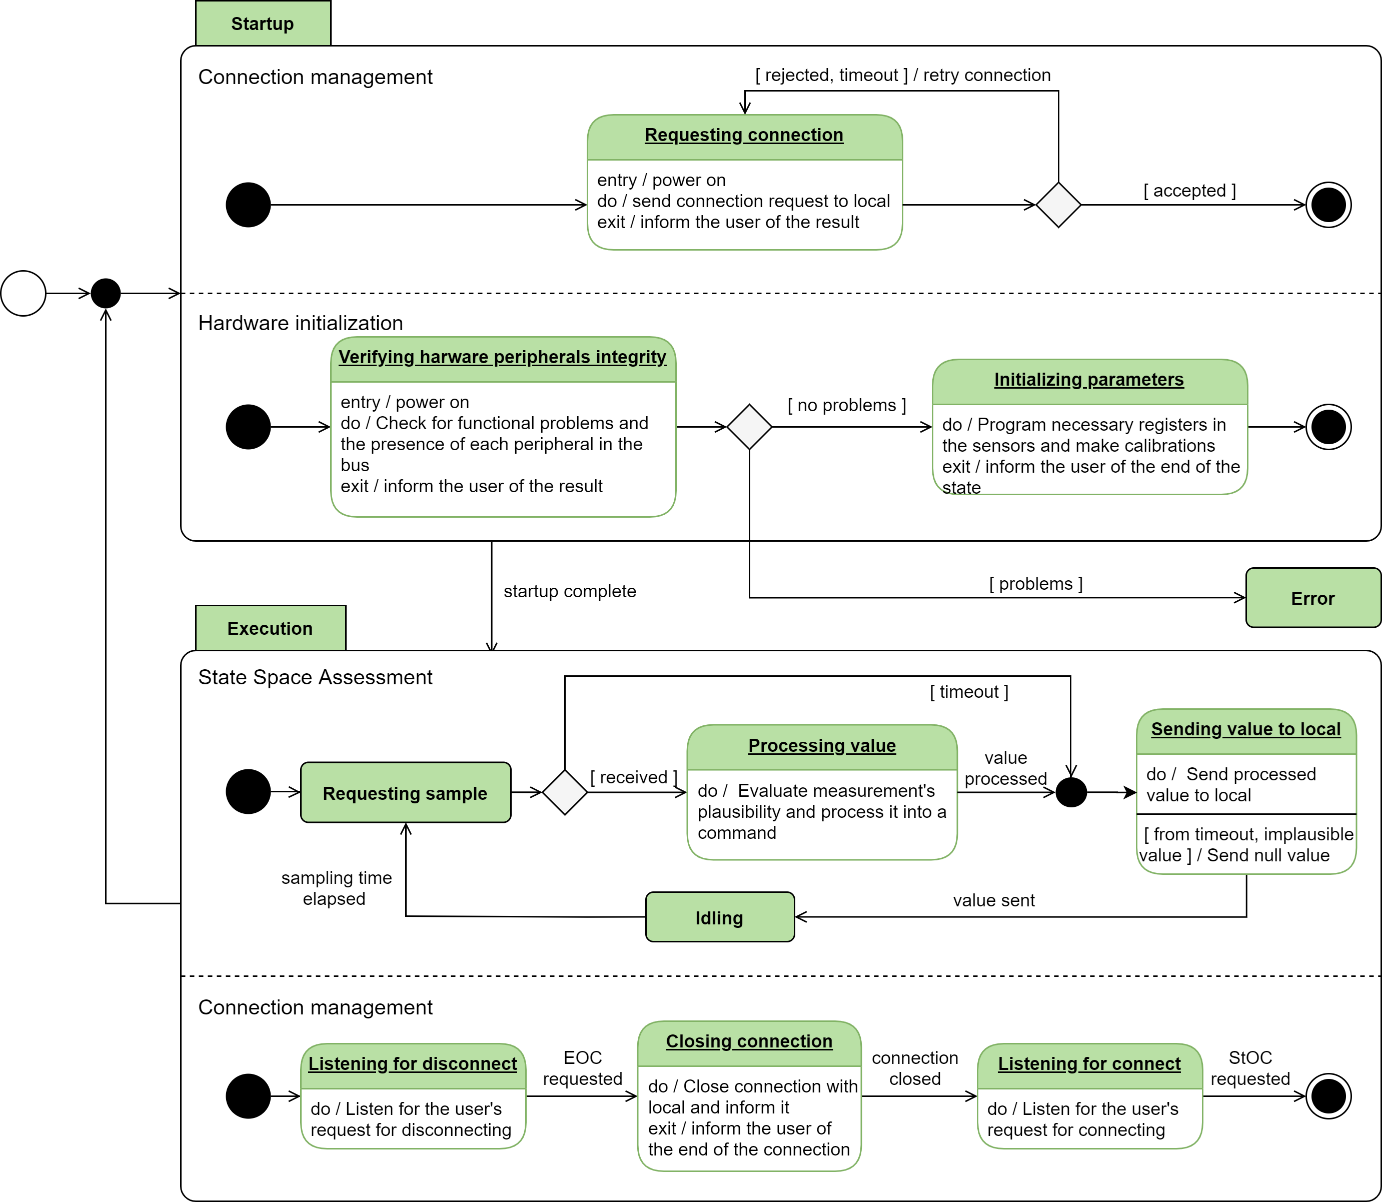 Startup
Connection management
[ rejected, timeout ] / retry connection
Requesting connection
entry / power on
do / send connection request to local
exit / inform the user of the result
[ accepted ]
Hardware initialization
Verifying harware peripherals integrity
entry / power on
do / Check for functional problems and
the presence of each peripheral in the
bus
exit / inform the user of the result
[ no problems ]
Initializing parameters
do / Program necessary registers in
the sensors and make calibrations
exit / inform the user of the end of the
state
[ problems ]
Error
startup complete
Execution
State Space Assessment
[ timeout ]
Requesting sample
[ received ]
Processing value
do /  Evaluate measurement's
plausibility and process it into a
command
value
processed
Sending value to local
do /  Send processed
value to local
[ from timeout, implausible
value ] / Send null value
sampling time
elapsed
Idling
value sent
Connection management
Listening for disconnect
do / Listen for the user's
request for disconnecting
EOC
requested
Closing connection
do / Close connection with
local and inform it
exit / inform the user of
the end of the connection
connection
closed
Listening for connect
do / Listen for the user's
request for connecting
StOC
requested